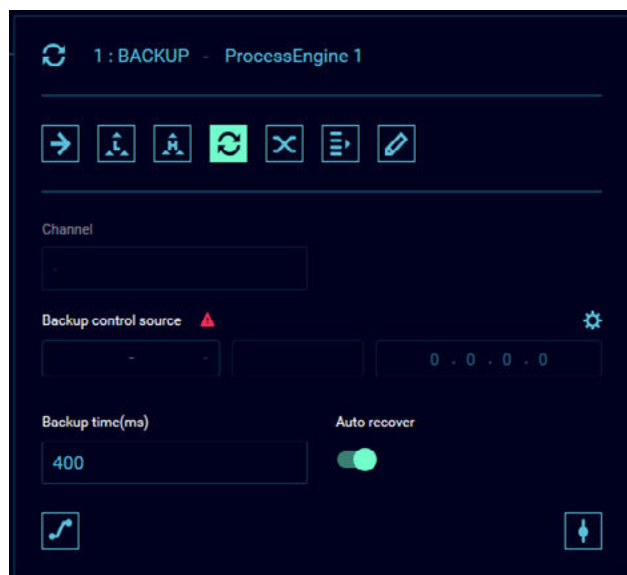 1 : BACKUP - ProcessEngine 1
L H
Channel
-
Backup control source
- -
0 . 0 . 0 . 0
Backup time(ms) Auto recover
400